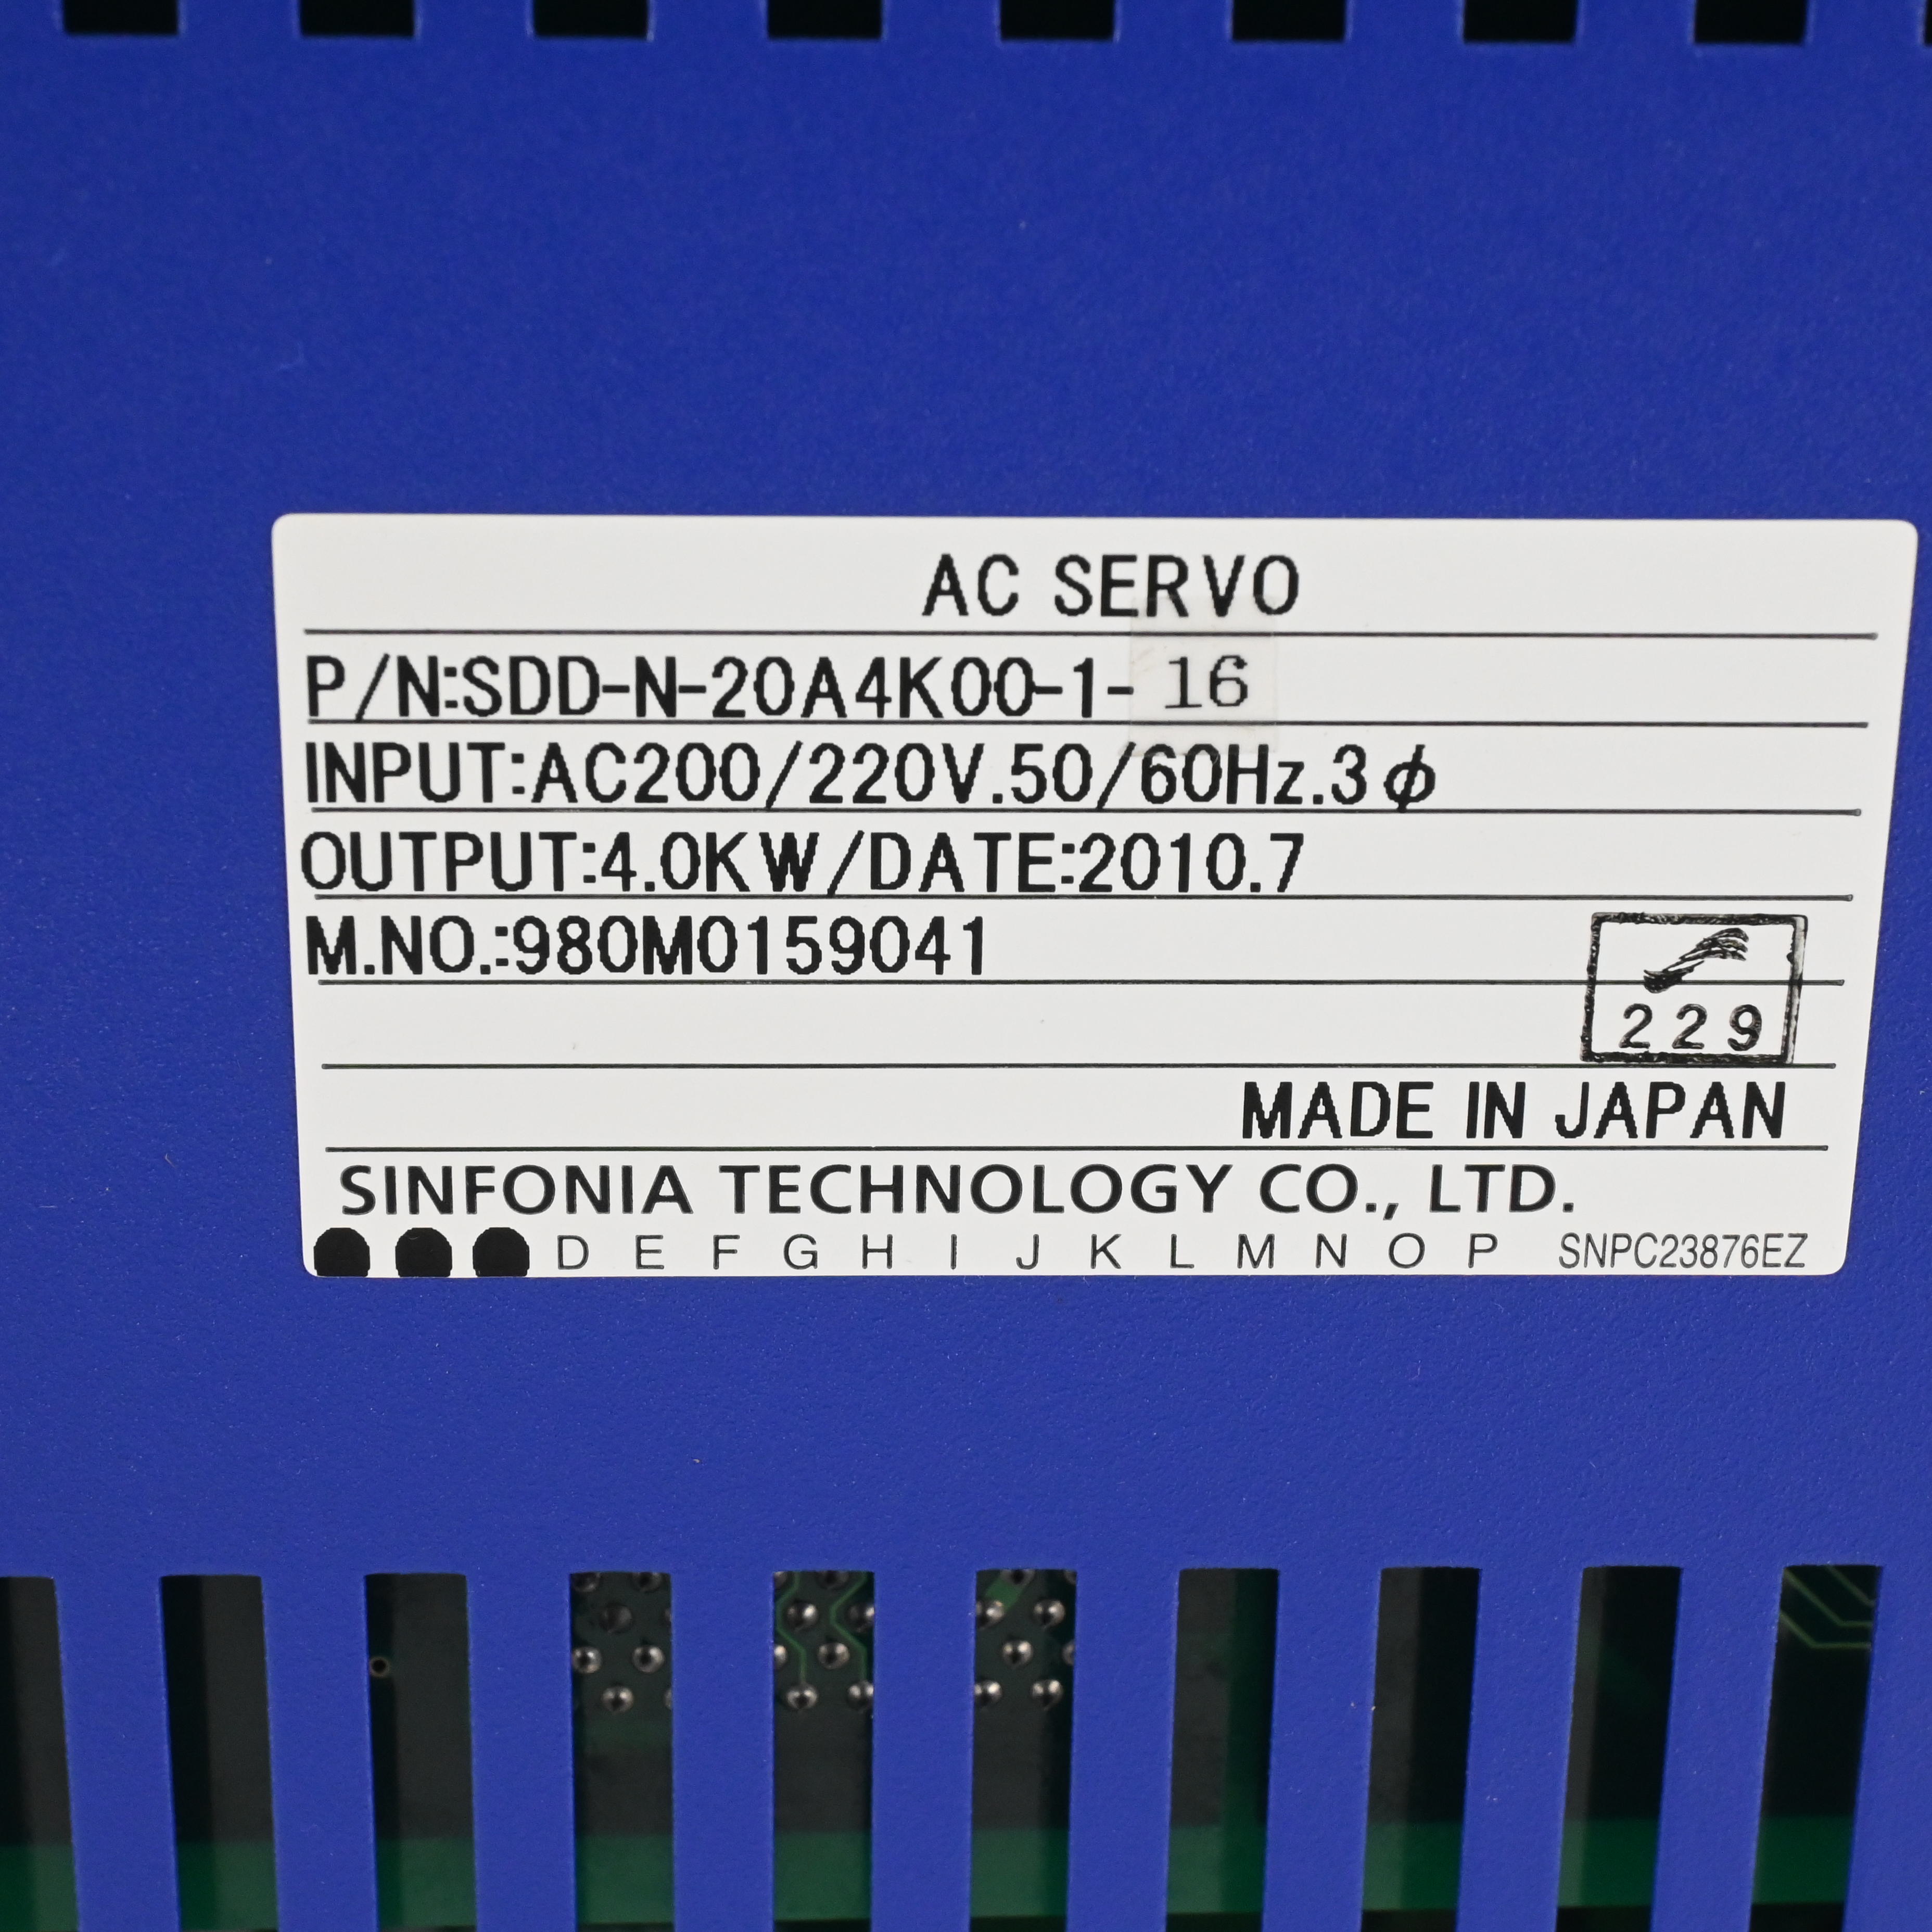 AC SERVO
P/N:SDD-N-20A4K00-1-16
INPUT:AC200/220V.50/60Hz.3ϕ
OUTPUT:4.0KW/DATE:2010.7
M.NO.:980M0159041
229
MADE IN JAPAN
SINFONIA TECHNOLOGY CO., LTD.
D E F G H I J K L M N O P SNPC23876EZ